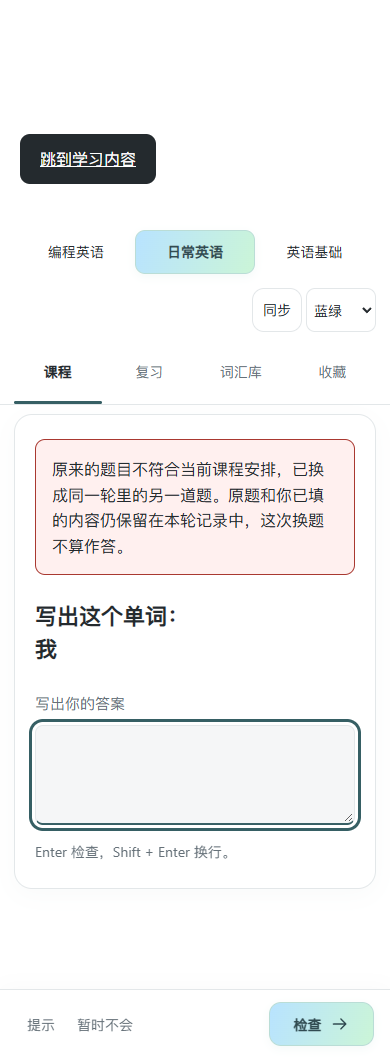 跳到学习内容
编程英语 日常英语 英语基础
同步 蓝绿
课程 复习 词汇库 收藏
原来的题目不符合当前课程安排，已换
成同一轮里的另一道题。原题和你已填
的内容仍保留在本轮记录中，这次换题
不算作答。
写出这个单词：
我
写出你的答案
Enter 检查，Shift + Enter 换行。
提示 暂时不会 检查 →